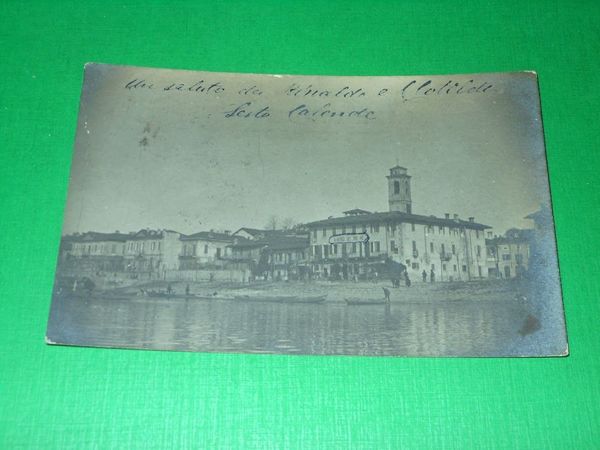 Un saluto da Rinaldo e Clotilde
Sesto Calende